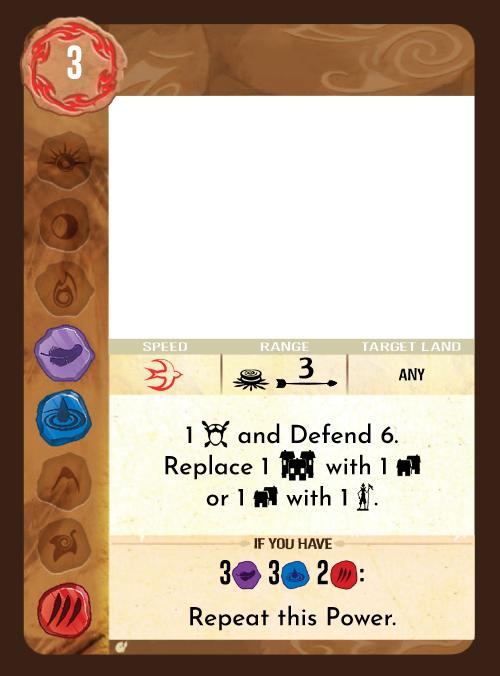 3
SPEED RANGE TARGET LAND
3 ANY
1 and Defend 6.
Replace 1 with 1
or 1 with 1 .
IF YOU HAVE
3 3 2 :
Repeat this Power.